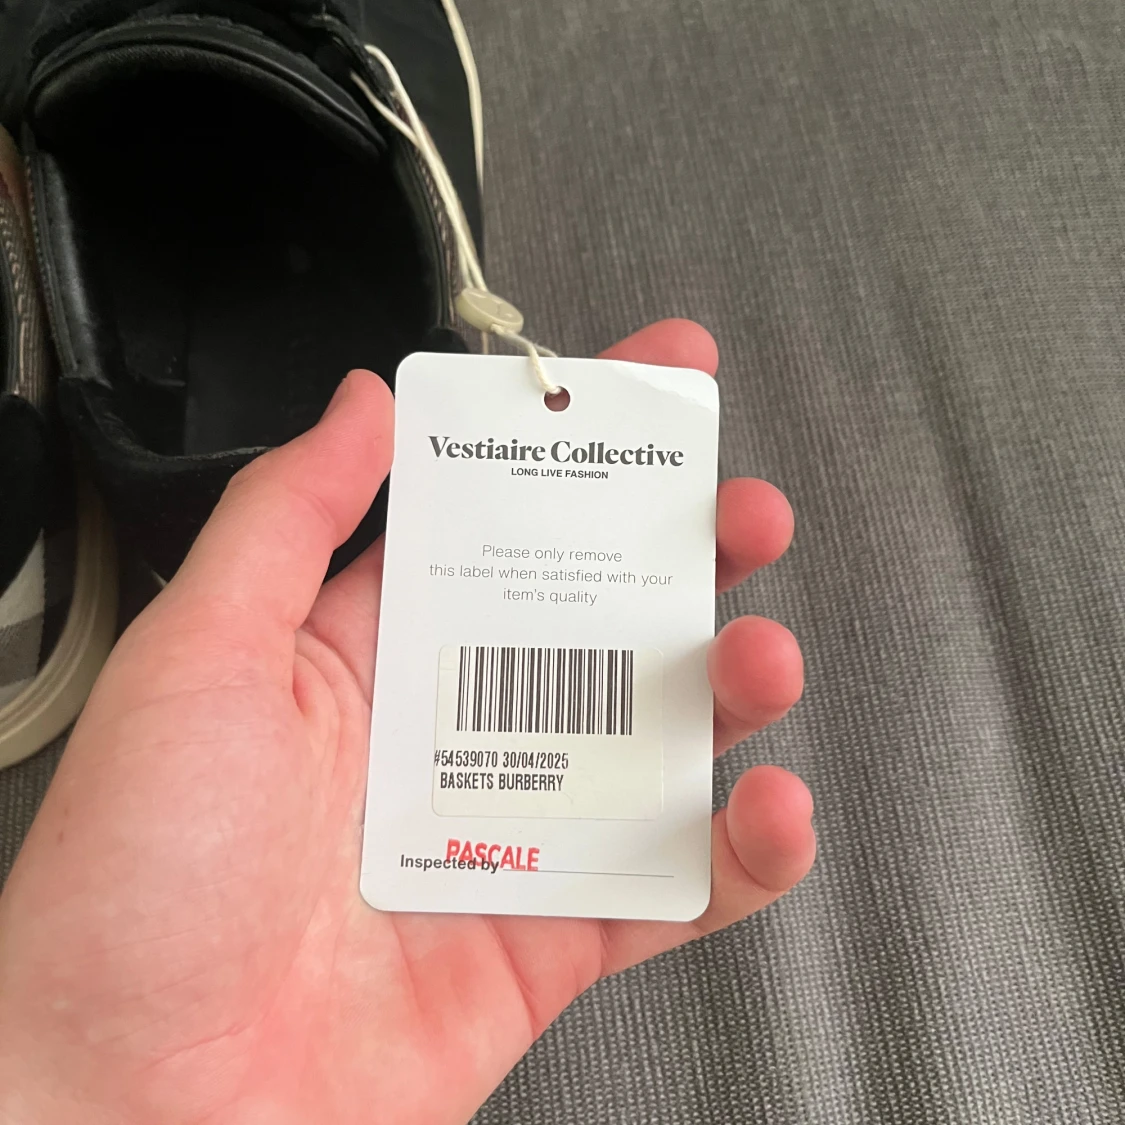 Vestiaire Collective
LONG LIVE FASHION
Please only remove
this label when satisfied with your
item's quality
#54539070 30/04/2025
BASKETS BURBERRY
PASCALE
Inspected by